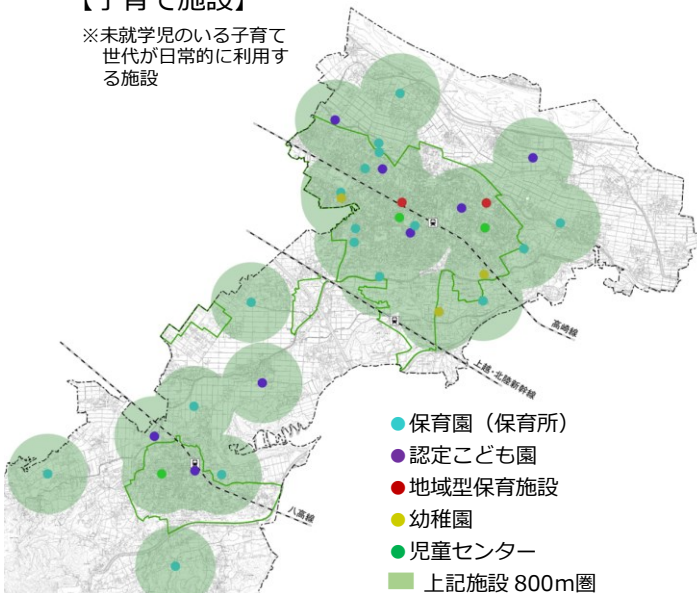 【子育て施設】
※未就学児のいる子育て
世代が日常的に利用す
る施設
高崎線
上越・北陸新幹線
八高線
保育園（保育所）
認定こども園
地域型保育施設
幼稚園
児童センター
上記施設 800m圏